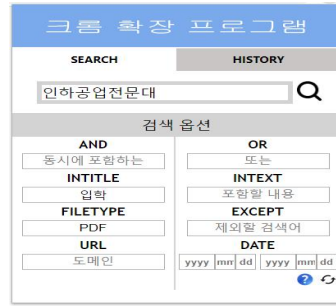 크롬 확장 프로그램
SEARCH HISTORY
인하공업전문대
검색 옵션
AND OR
동시에 포함하는 또는
INTITLE INTEXT
입학 포함할 내용
FILETYPE EXCEPT
PDF 제외할 검색어
URL DATE
도메인 yyyy mm dd yyyy mm dd
?